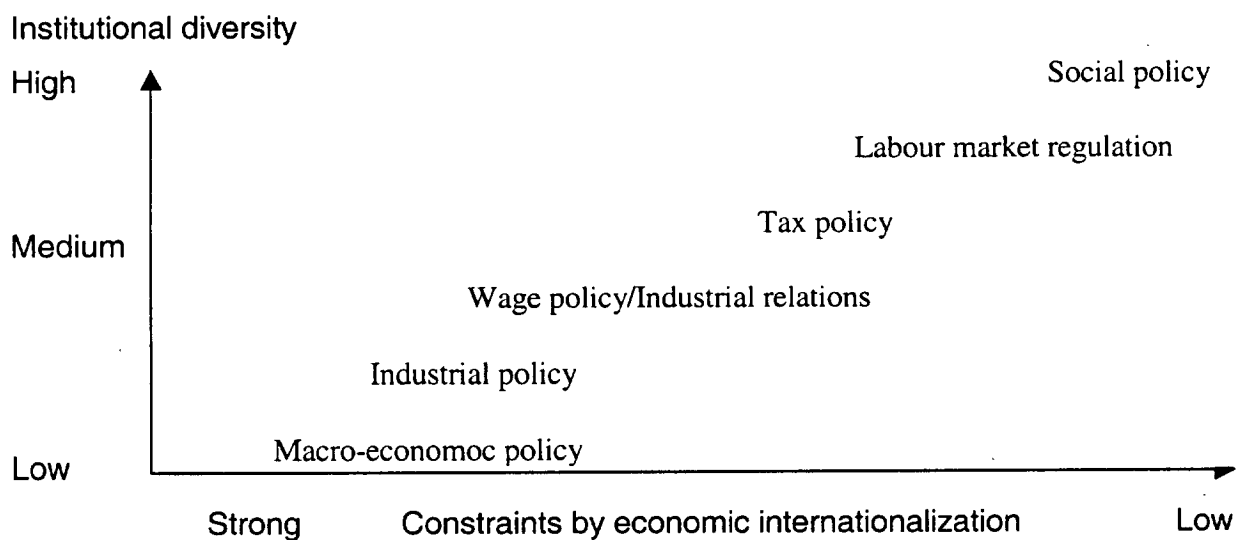 Institutional diversity
High
Social policy
Labour market regulation
Tax policy
Medium
Wage policy/Industrial relations
Industrial policy
Macro-economoc policy
Low
Strong Constraints by economic internationalization Low